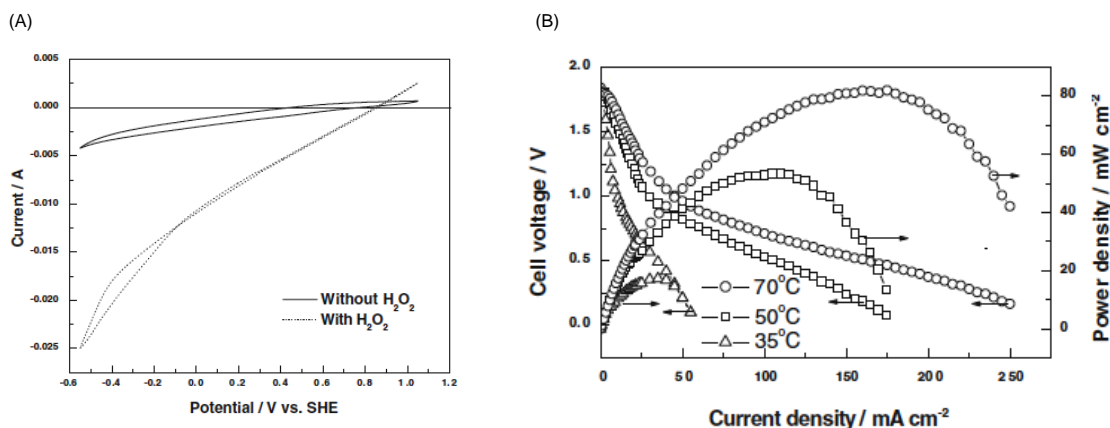 (A)
(B)
0.005
0.000
-0.005
-0.010
-0.015
-0.020
-0.025
Current / A
Without H2O2
With H2O2
-0.6
-0.4
-0.2
0.0
0.2
0.4
0.6
0.8
1.0
1.2
Potential / V vs. SHE
2.0
1.5
1.0
0.5
0.0
Cell voltage / V
80
60
40
20
0
Power density / mW cm-2
70°C
50°C
35°C
0
50
100
150
200
250
Current density / mA cm-2